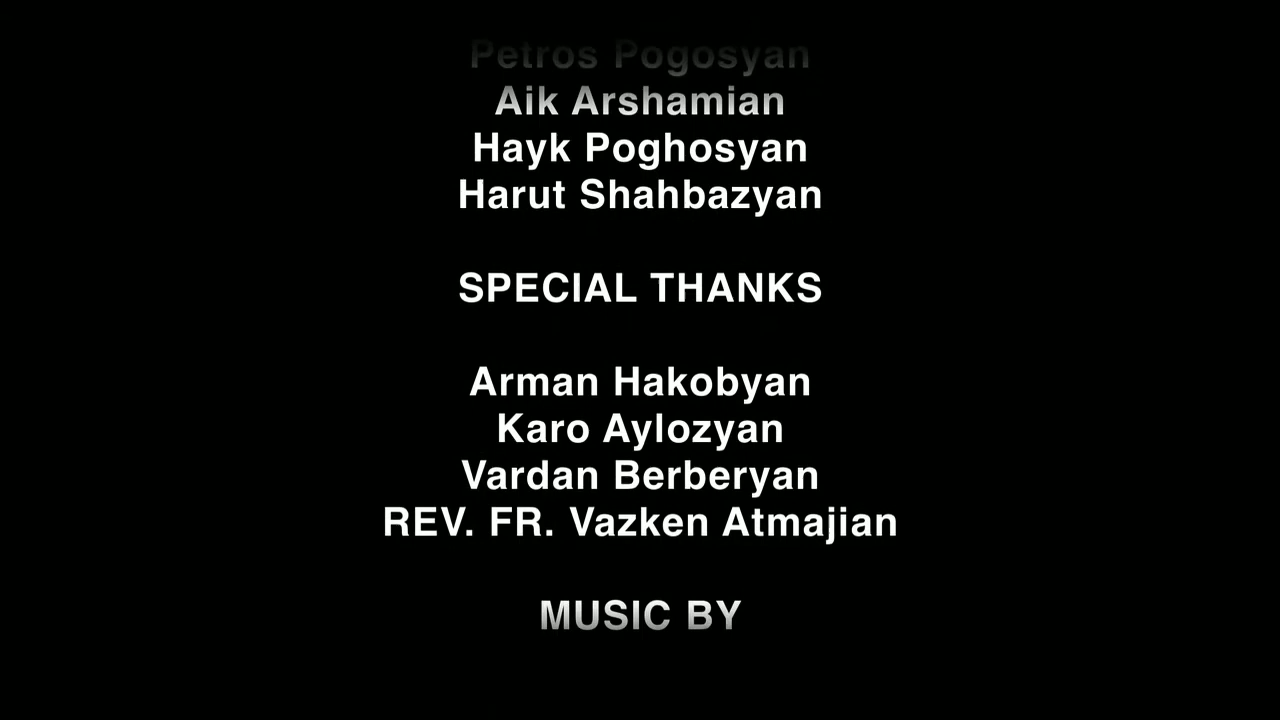 Petros Pogosyan
Aik Arshamian
Hayk Poghosyan
Harut Shahbazyan
SPECIAL THANKS
Arman Hakobyan
Karo Aylozyan
Vardan Berberyan
REV. FR. Vazken Atmajian
MUSIC BY